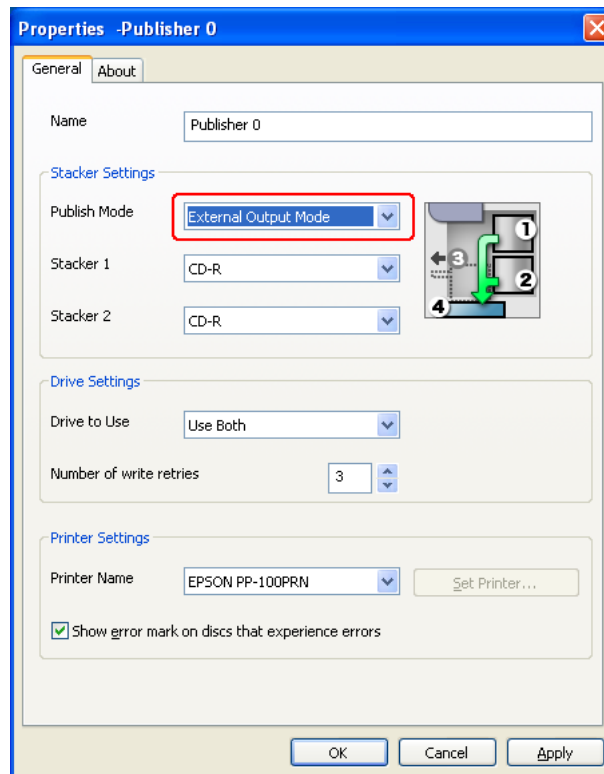 Properties -Publisher 0
General About
Name Publisher 0
Stacker Settings
Publish Mode External Output Mode
Stacker 1 CD-R
Stacker 2 CD-R
1
3
2
4
Drive Settings
Drive to Use Use Both
Number of write retries 3
Printer Settings
Printer Name EPSON PP-100PRN Set Printer...
Show error mark on discs that experience errors
OK Cancel Apply